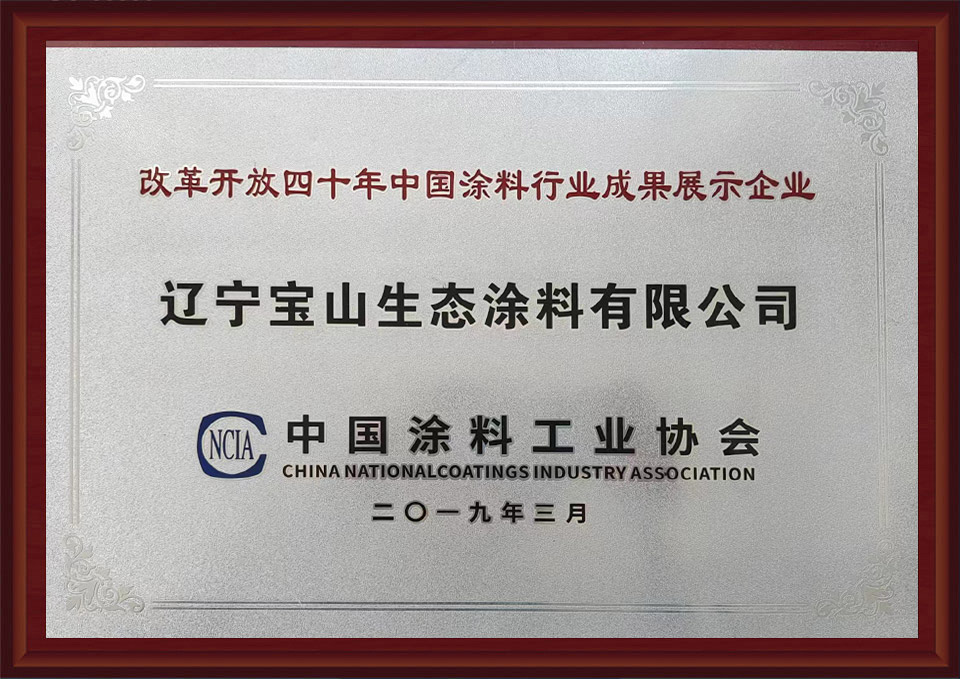 改革开放四十年中国涂料行业成果展示企业
辽宁宝山生态涂料有限公司
NCIA
中国涂料工业协会
CHINA NATIONALCOATINGS INDUSTRY ASSOCIATION
二〇一九年三月